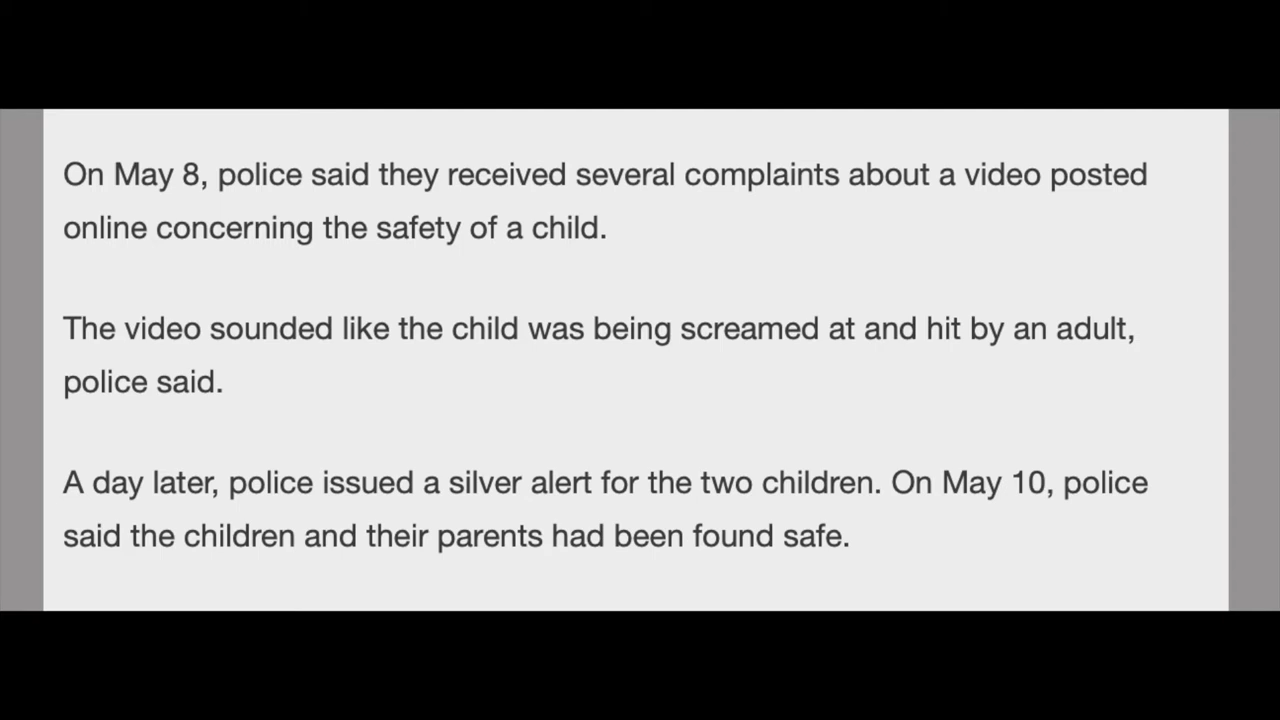 On May 8, police said they received several complaints about a video posted
online concerning the safety of a child.
The video sounded like the child was being screamed at and hit by an adult,
police said.
A day later, police issued a silver alert for the two children. On May 10, police
said the children and their parents had been found safe.